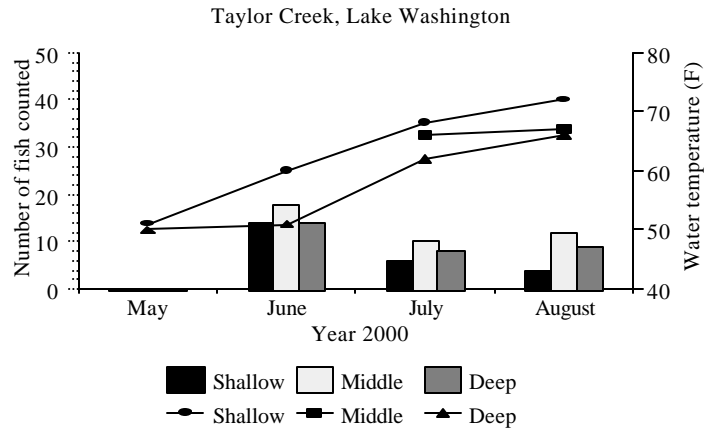 Taylor Creek, Lake Washington
Number of fish counted
50
40
30
20
10
0
80
70
60
50
40
Water temperature (F)
May June July August
Year 2000
Shallow Middle Deep
Shallow Middle Deep